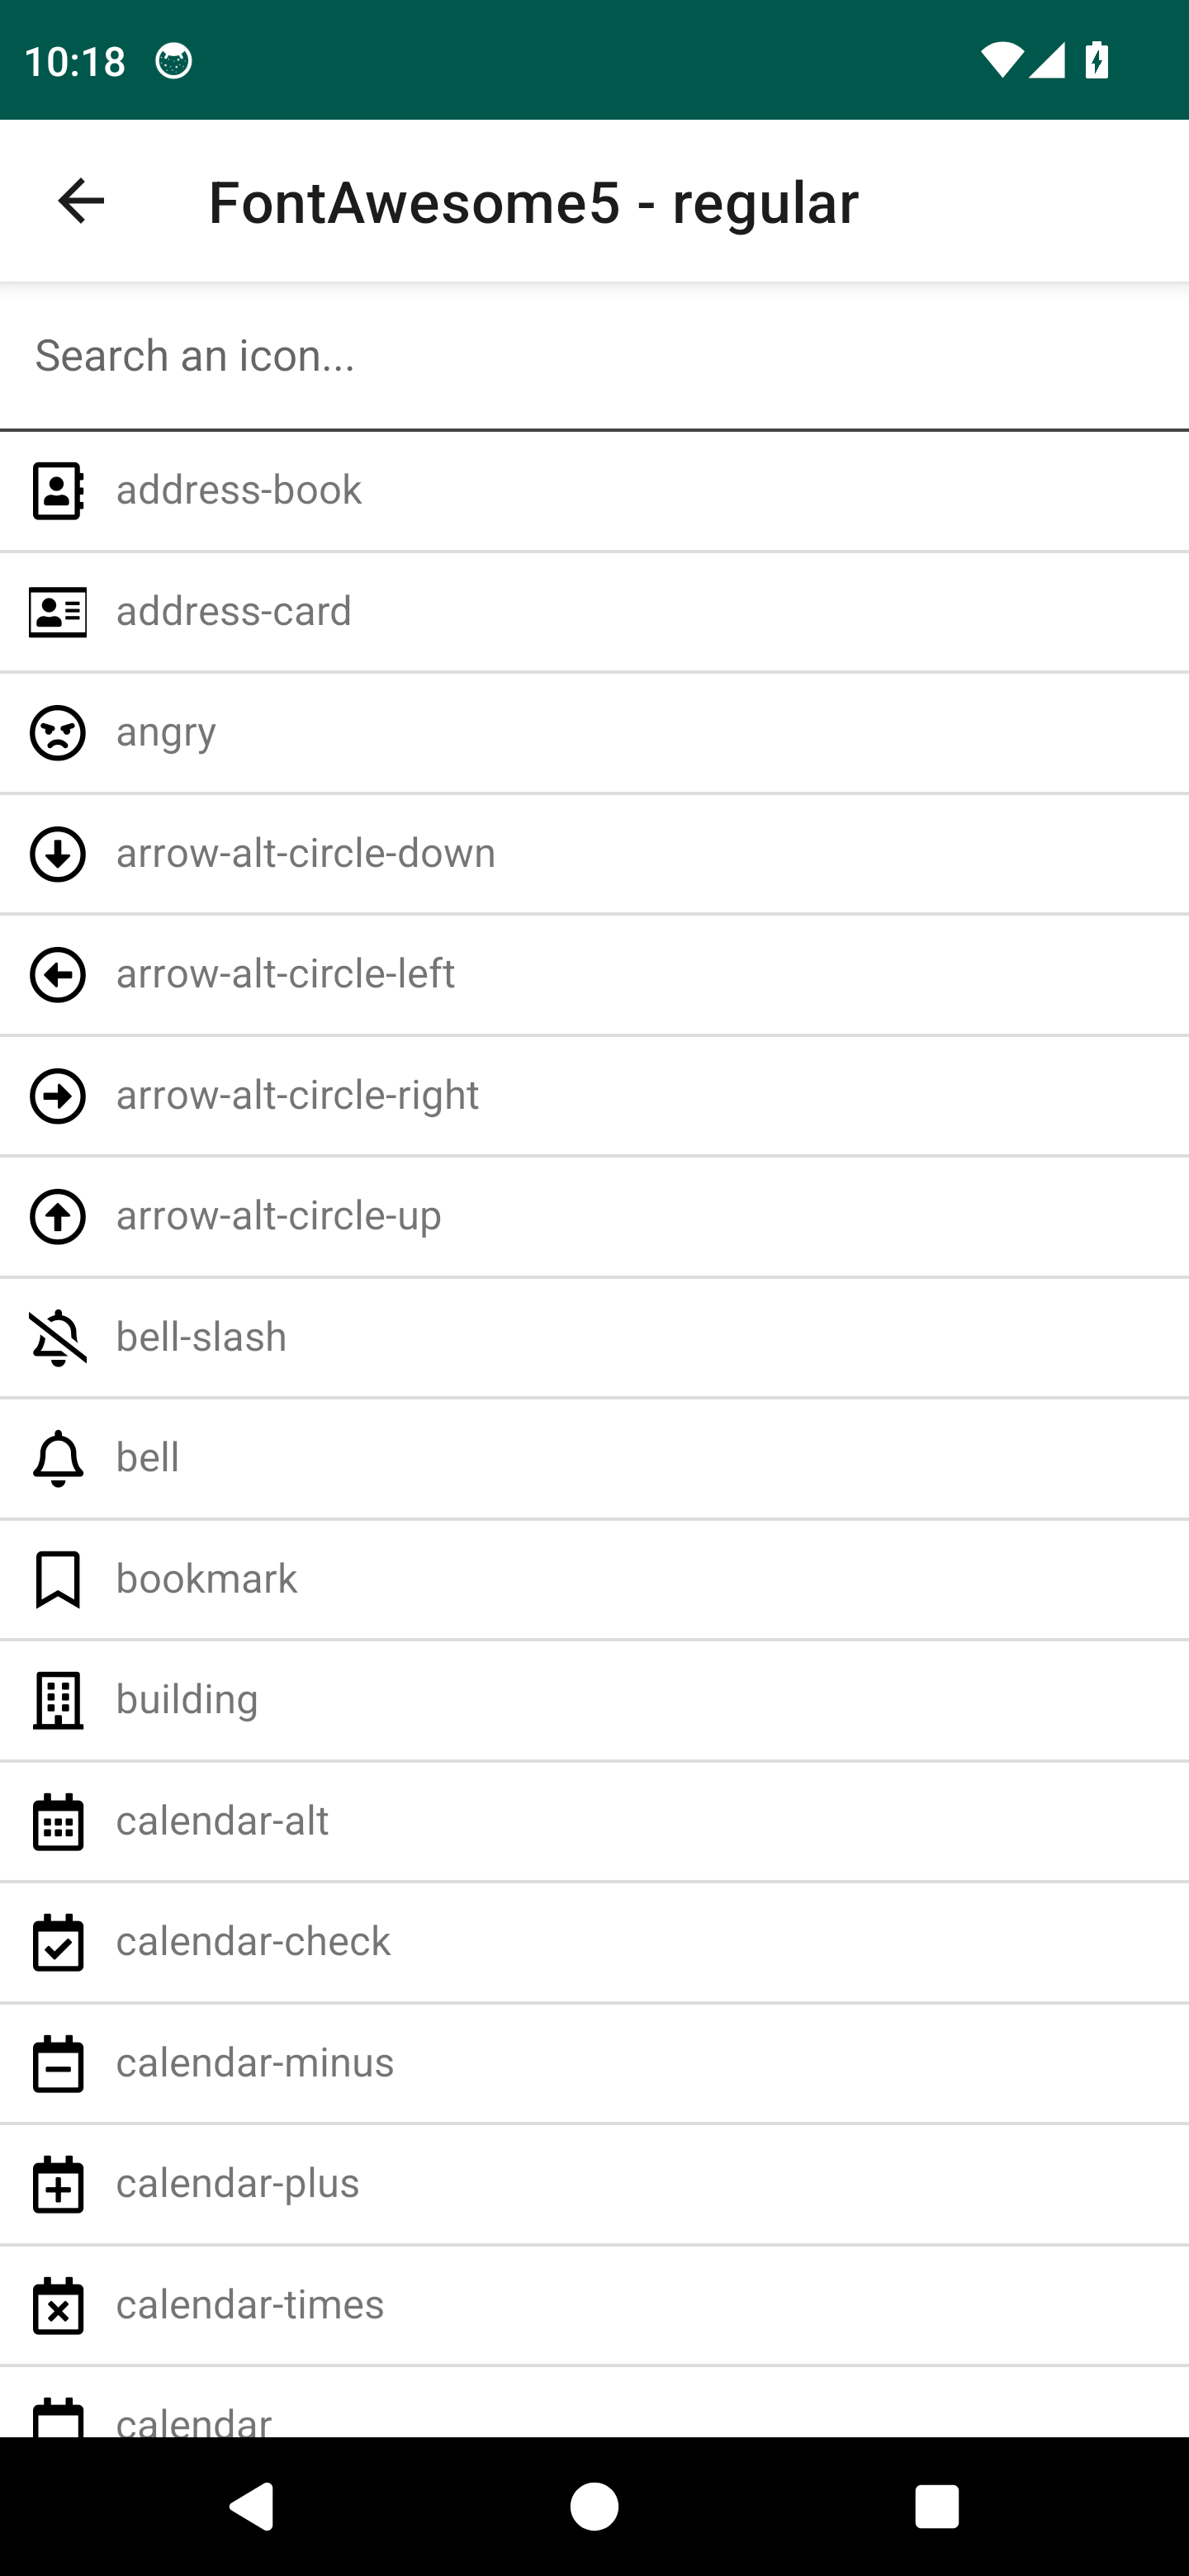 10:18
FontAwesome5 - regular
Search an icon...
address-book
address-card
angry
arrow-alt-circle-down
arrow-alt-circle-left
arrow-alt-circle-right
arrow-alt-circle-up
bell-slash
bell
bookmark
building
calendar-alt
calendar-check
calendar-minus
calendar-plus
calendar-times
calendar